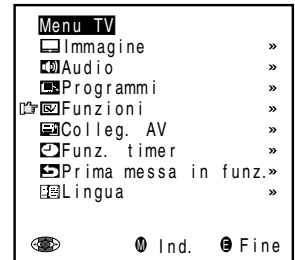 Menu TV
Immagine »
Audio »
Programmi »
Funzioni »
Colleg. AV »
Funz. timer »
Prima messa in funz.»
Lingua »
M Ind. E Fine